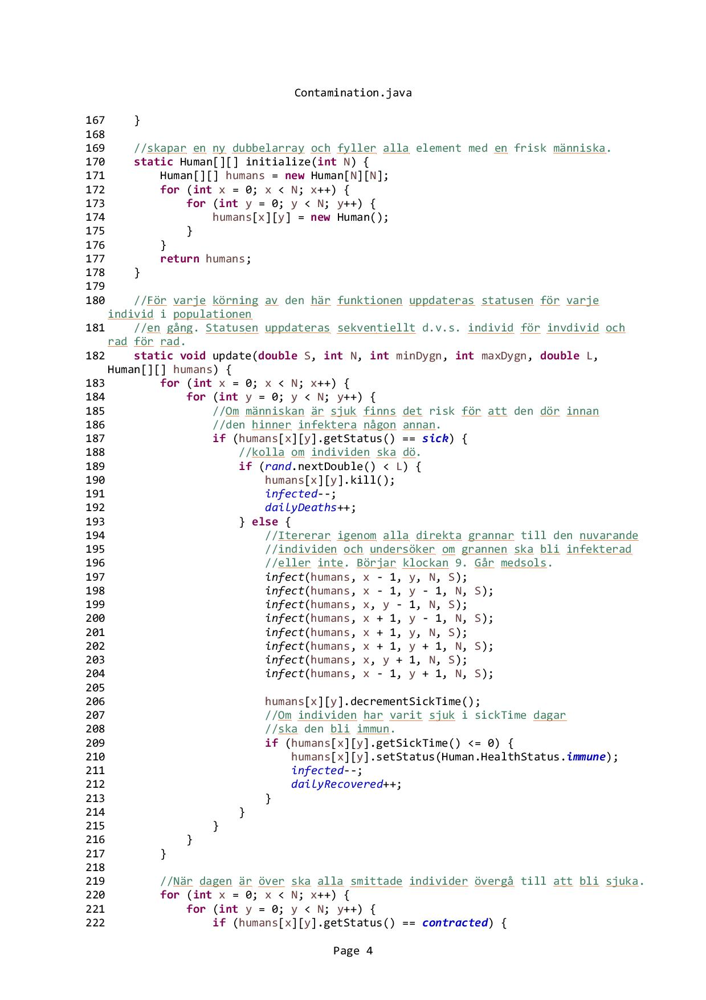 Contamination.java
167     }
168
169     //skapar en ny dubbelarray och fyller alla element med en frisk människa.
170     static Human[][] initialize(int N) {
171         Human[][] humans = new Human[N][N];
172         for (int x = 0; x < N; x++) {
173             for (int y = 0; y < N; y++) {
174                 humans[x][y] = new Human();
175             }
176         }
177         return humans;
178     }
179
180     //För varje körning av den här funktionen uppdateras statusen för varje
individ i populationen
181     //en gång. Statusen uppdateras sekventiellt d.v.s. individ för invdivid och
rad för rad.
182     static void update(double S, int N, int minDygn, int maxDygn, double L,
Human[][] humans) {
183         for (int x = 0; x < N; x++) {
184             for (int y = 0; y < N; y++) {
185                 //Om människan är sjuk finns det risk för att den dör innan
186                 //den hinner infektera någon annan.
187                 if (humans[x][y].getStatus() == sick) {
188                     //kolla om individen ska dö.
189                     if (rand.nextDouble() < L) {
190                         humans[x][y].kill();
191                         infected--;
192                         dailyDeaths++;
193                     } else {
194                         //Itererar igenom alla direkta grannar till den nuvarande
195                         //individen och undersöker om grannen ska bli infekterad
196                         //eller inte. Börjar klockan 9. Går medsols.
197                         infect(humans, x - 1, y, N, S);
198                         infect(humans, x - 1, y - 1, N, S);
199                         infect(humans, x, y - 1, N, S);
200                         infect(humans, x + 1, y - 1, N, S);
201                         infect(humans, x + 1, y, N, S);
202                         infect(humans, x + 1, y + 1, N, S);
203                         infect(humans, x, y + 1, N, S);
204                         infect(humans, x - 1, y + 1, N, S);
205
206                         humans[x][y].decrementSickTime();
207                         //Om individen har varit sjuk i sickTime dagar
208                         //ska den bli immun.
209                         if (humans[x][y].getSickTime() <= 0) {
210                             humans[x][y].setStatus(Human.HealthStatus.immune);
211                             infected--;
212                             dailyRecovered++;
213                         }
214                     }
215                 }
216             }
217         }
218
219         //När dagen är över ska alla smittade individer övergå till att bli sjuka.
220         for (int x = 0; x < N; x++) {
221             for (int y = 0; y < N; y++) {
222                 if (humans[x][y].getStatus() == contracted) {
Page 4